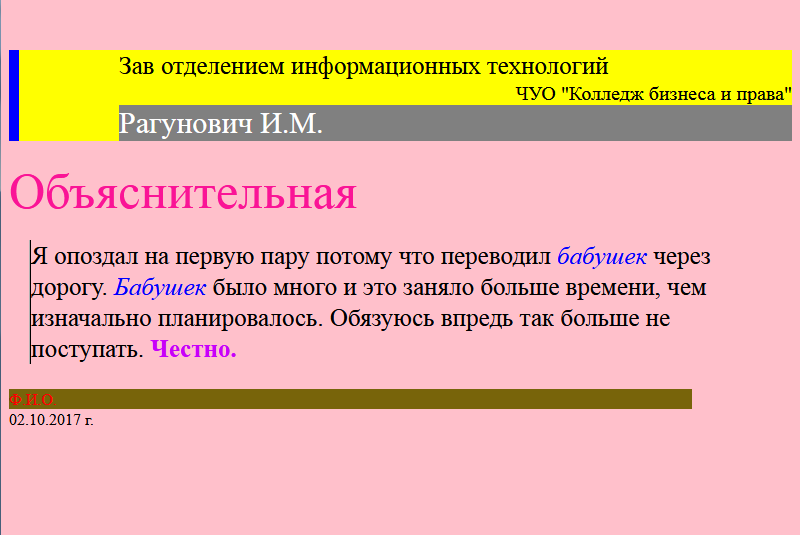 Зав отделением информационных технологий
ЧУО "Колледж бизнеса и права"
Рагунович И.М.
Объяснительная
Я опоздал на первую пару потому что переводил бабушек через
дорогу. Бабушек было много и это заняло больше времени, чем
изначально планировалось. Обязуюсь впредь так больше не
поступать. Честно.
Ф.И.О
02.10.2017 г.